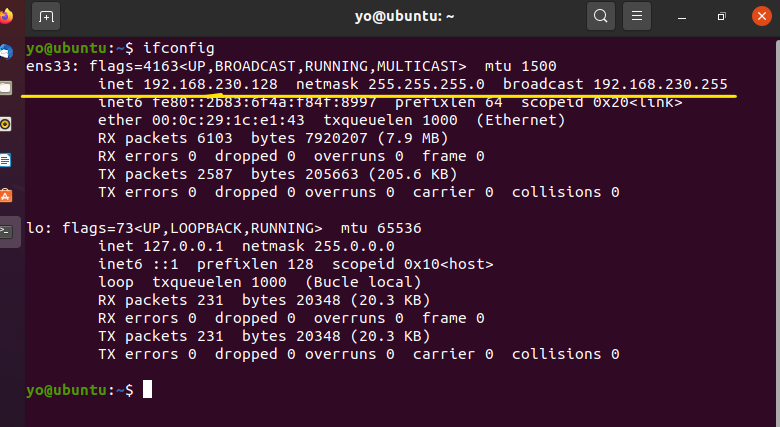 yo@ubuntu: ~
yo@ubuntu:~$ ifconfig
ens33: flags=4163<UP,BROADCAST,RUNNING,MULTICAST>  mtu 1500
        inet 192.168.230.128  netmask 255.255.255.0  broadcast 192.168.230.255
        inet6 fe80::2b83:6f4a:f84f:8997  prefixlen 64  scopeid 0x20<link>
        ether 00:0c:29:1c:e1:43  txqueuelen 1000  (Ethernet)
        RX packets 6103  bytes 7920207 (7.9 MB)
        RX errors 0  dropped 0  overruns 0  frame 0
        TX packets 2587  bytes 205663 (205.6 KB)
        TX errors 0  dropped 0 overruns 0  carrier 0  collisions 0

lo: flags=73<UP,LOOPBACK,RUNNING>  mtu 65536
        inet 127.0.0.1  netmask 255.0.0.0
        inet6 ::1  prefixlen 128  scopeid 0x10<host>
        loop  txqueuelen 1000  (Bucle local)
        RX packets 231  bytes 20348 (20.3 KB)
        RX errors 0  dropped 0  overruns 0  frame 0
        TX packets 231  bytes 20348 (20.3 KB)
        TX errors 0  dropped 0 overruns 0  carrier 0  collisions 0

yo@ubuntu:~$